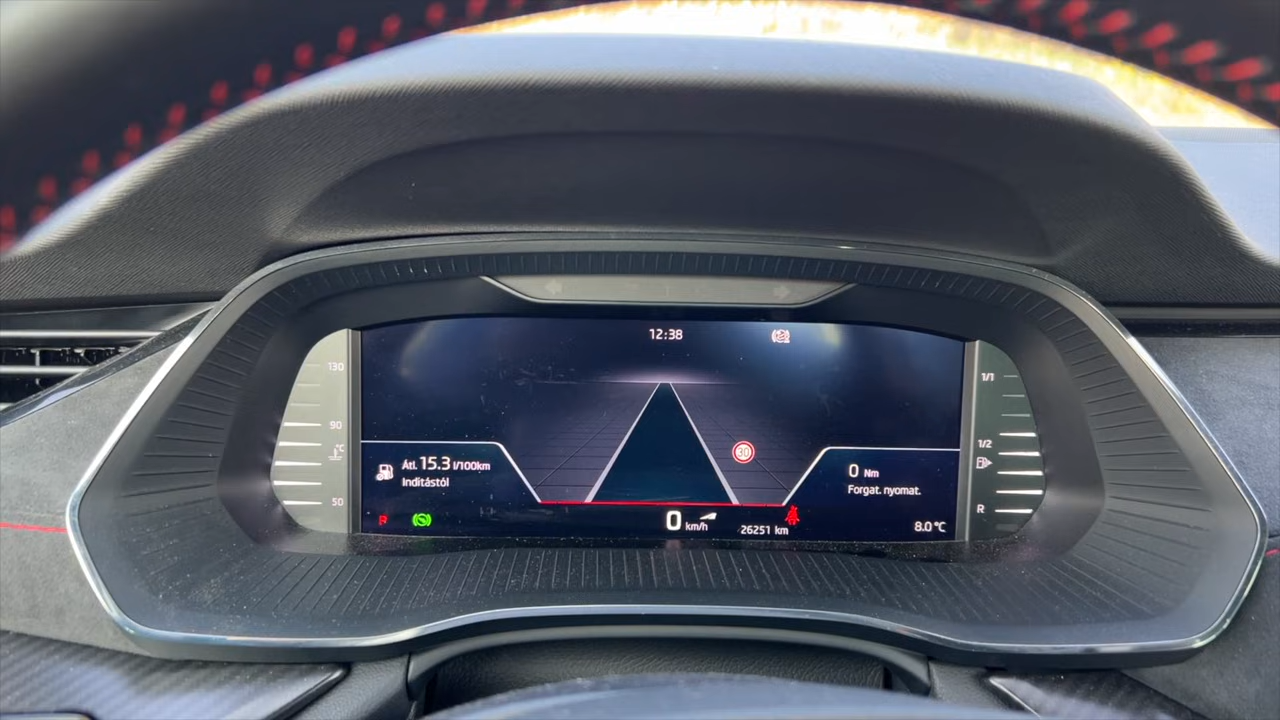 12:38
130
90
°C
50
1/1
1/2
R
30
Átl. 15.3 l/100km
Indítástól
0 Nm
Forgat. nyomat.
P
0 km/h
26251 km
8.0 °C